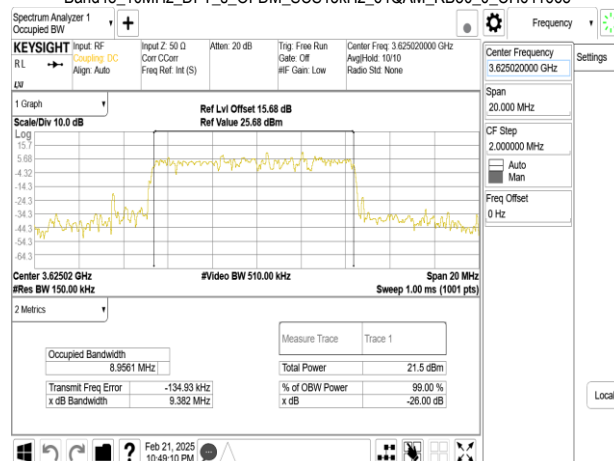 Spectrum Analyzer 1
Occupied BW
Frequency
KEYSIGHT Input: RF
Coupling: DC
Align: Auto
Input Z: 50 Ω
Corr CCorr
Freq Ref: Int (S)
Atten: 20 dB
Trig: Free Run
Gate: Off
#IF Gain: Low
Center Freq: 3.625020000 GHz
Avg|Hold: 10/10
Radio Std: None
RL
LXI
Center Frequency
3.625020000 GHz
Settings
Span
20.000 MHz
CF Step
2.000000 MHz
Auto
Man
Freq Offset
0 Hz
Local
1 Graph
Scale/Div 10.0 dB
Ref Lvl Offset 15.68 dB
Ref Value 25.68 dBm
Log
15.7
5.68
-4.32
-14.3
-24.3
-34.3
-44.3
-54.3
-64.3
Center 3.62502 GHz
#Res BW 150.00 kHz
#Video BW 510.00 kHz
Span 20 MHz
Sweep 1.00 ms (1001 pts)
2 Metrics
Measure Trace Trace 1
Occupied Bandwidth
8.9561 MHz
Total Power 21.5 dBm
Transmit Freq Error -134.93 kHz
% of OBW Power 99.00 %
x dB Bandwidth 9.382 MHz
x dB -26.00 dB
?
Feb 21, 2025
10:49:10 PM